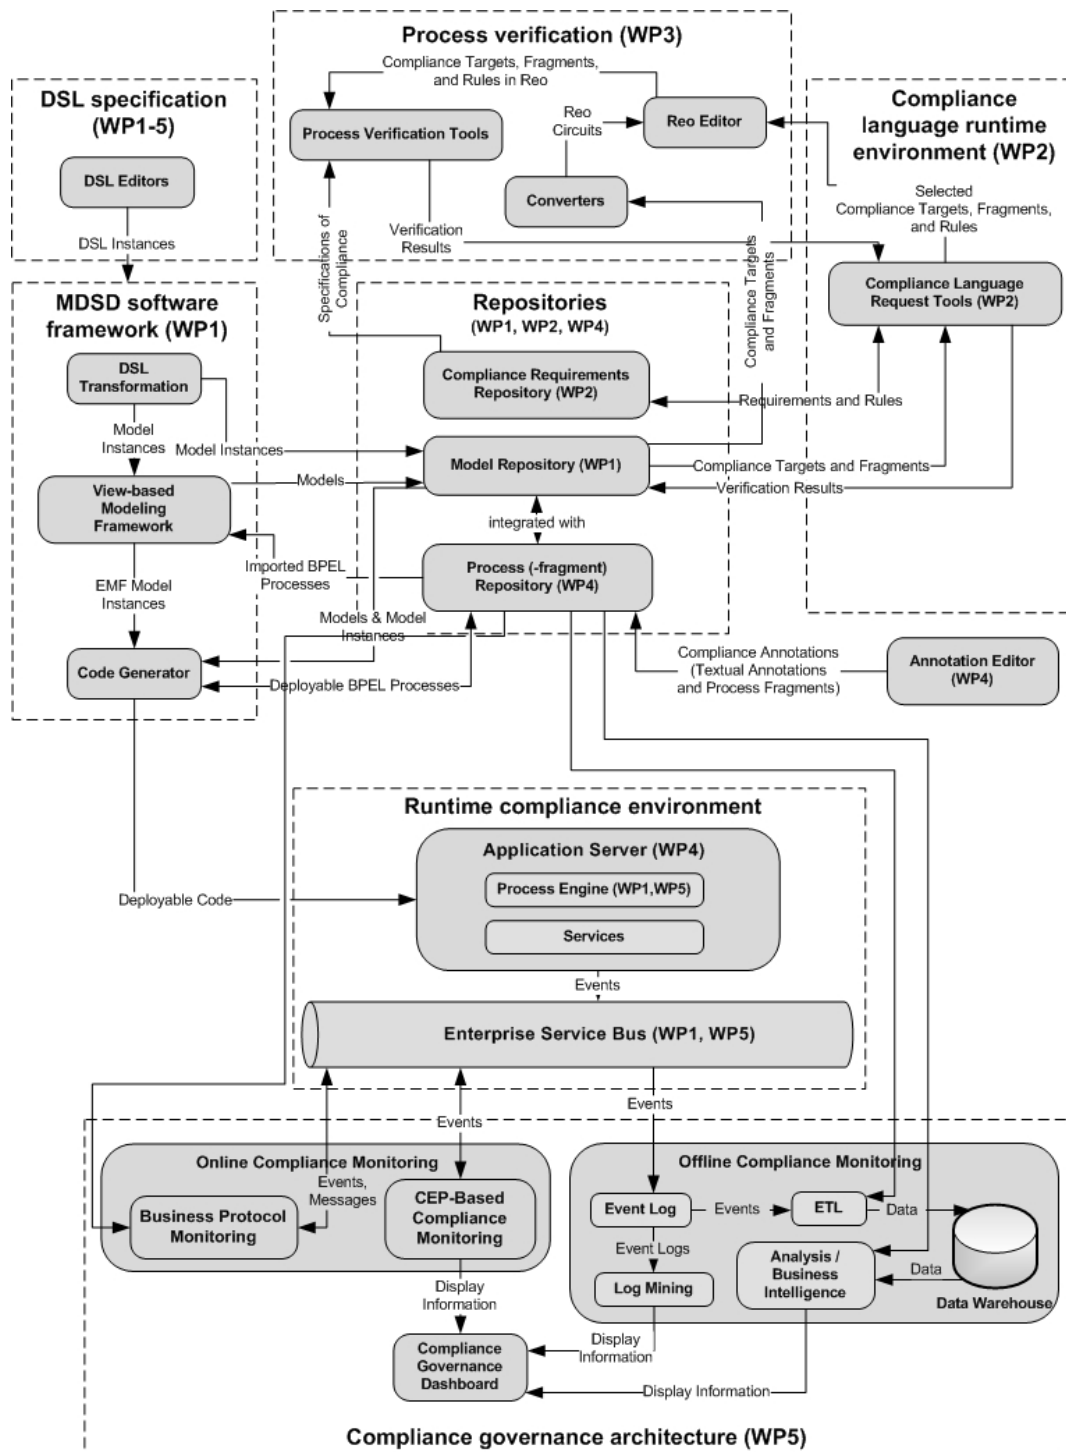 Process verification (WP3)
Compliance Targets, Fragments,
and Rules in Reo
DSL specification
(WP1-5)
Compliance
language runtime
environment (WP2)
Process Verification Tools
Reo
Circuits
Reo Editor
DSL Editors
Converters
Selected
Compliance Targets, Fragments,
and Rules
DSL Instances
Verification
Results
Specifications of
Compliance
Compliance Targets
and Fragments
Compliance Language
Request Tools (WP2)
MDSD software
framework (WP1)
Repositories
(WP1, WP2, WP4)
DSL
Transformation
Compliance Requirements
Repository (WP2)
Requirements and Rules
Model
Instances
Model Instances
Model Repository (WP1)
Compliance Targets and Fragments
Models
Verification Results
View-based
Modeling
Framework
integrated with
Imported BPEL
Processes
Process (-fragment)
Repository (WP4)
EMF Model
Instances
Models & Model
Instances
Compliance Annotations
(Textual Annotations
and Process Fragments)
Annotation Editor
(WP4)
Code Generator
Deployable BPEL Processes
Runtime compliance environment
Application Server (WP4)
Process Engine (WP1,WP5)
Deployable Code
Services
Events
Enterprise Service Bus (WP1, WP5)
Events
Events
Online Compliance Monitoring
Offline Compliance Monitoring
Events,
Messages
Business Protocol
Monitoring
CEP-Based
Compliance
Monitoring
Event Log
Events
ETL
Data
Event Logs
Analysis /
Business
Intelligence
Data
Log Mining
Data Warehouse
Display
Information
Display
Information
Compliance
Governance
Dashboard
Display Information
Compliance governance architecture (WP5)